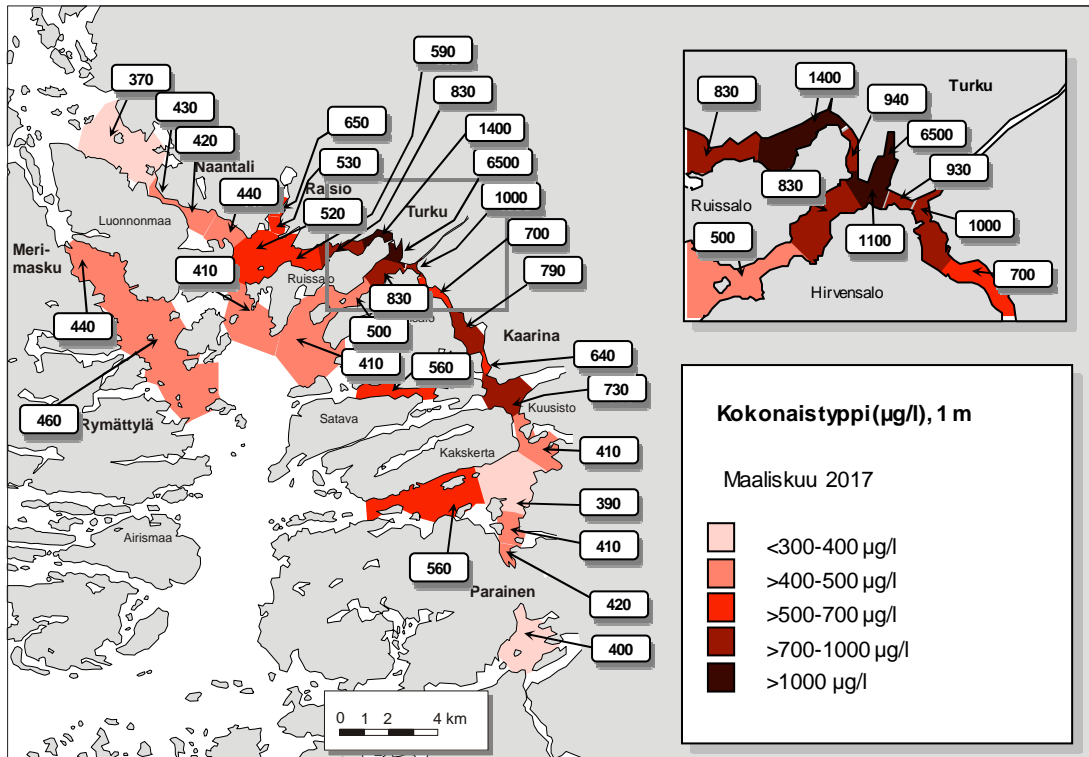 590
370
830
430
1400
650
420
6500
530
Naantali
440
Raisio
1000
520
Turku
Luonnonmaa
700
Meri-
masku
410
Ruissalo
790
830
440
500
Kaarina
410
560
640
460
Rymättylä
Satava
730
Kuusisto
Kakskerta
410
390
Airismaa
410
560
Parainen
420
400
0 1 2 4 km
1400
Turku
830
940
6500
930
830
Ruissalo
1000
500
1100
700
Hirvensalo
Kokonaistyppi (µg/l), 1 m
Maaliskuu 2017
<300-400 µg/l
>400-500 µg/l
>500-700 µg/l
>700-1000 µg/l
>1000 µg/l